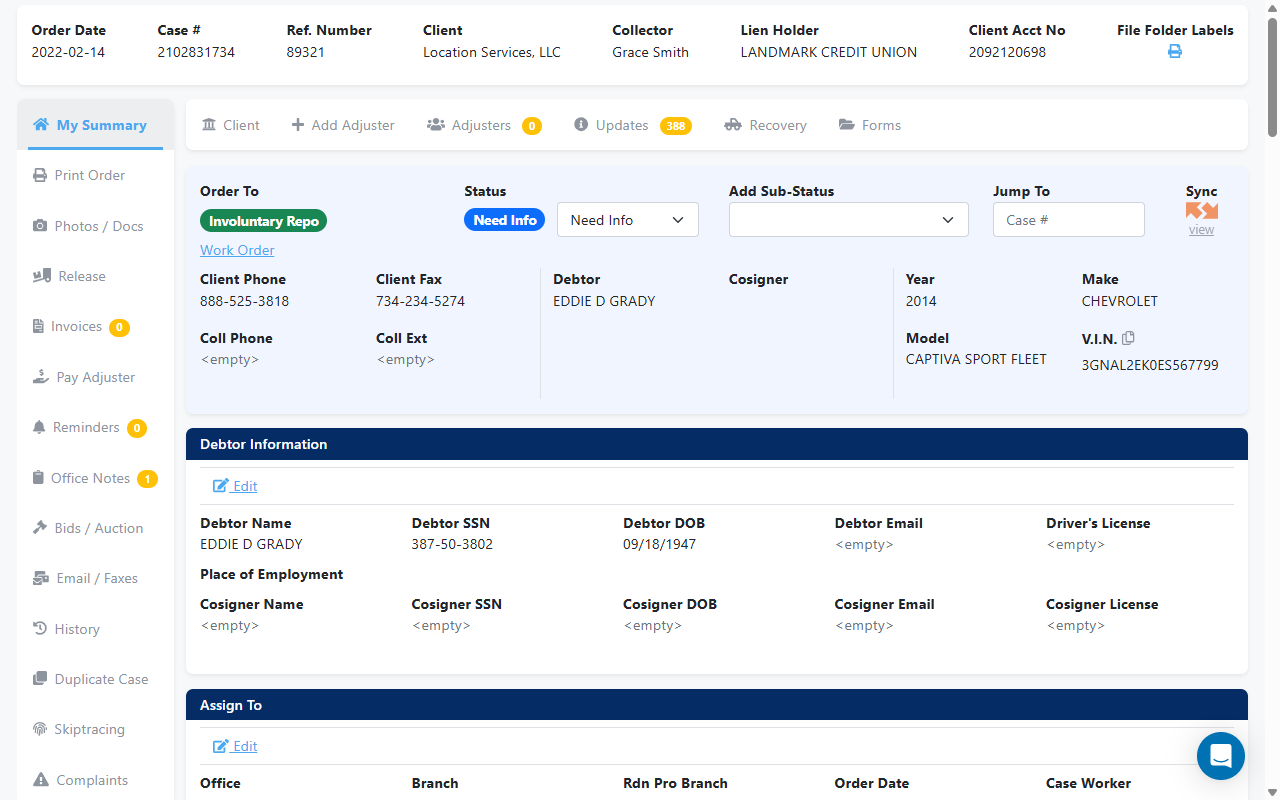 Order Date Case # Ref. Number Client Collector Lien Holder Client Acct No File Folder Labels
2022-02-14 2102831734 89321 Location Services, LLC Grace Smith LANDMARK CREDIT UNION 2092120698
My Summary
Print Order
Photos / Docs
Release
Invoices 0
Pay Adjuster
Reminders 0
Office Notes 1
Bids / Auction
Email / Faxes
History
Duplicate Case
Skiptracing
Complaints
Client Add Adjuster Adjusters 0 Updates 388 Recovery Forms
Order To Status Add Sub-Status Jump To Sync
Involuntary Repo Need Info Need Info Case # view
Work Order
Client Phone Client Fax Debtor Cosigner Year Make
888-525-3818 734-234-5274 EDDIE D GRADY 2014 CHEVROLET
Coll Phone Coll Ext Model V.I.N.
<empty> <empty> CAPTIVA SPORT FLEET 3GNAL2EK0ES567799
Debtor Information
Edit
Debtor Name Debtor SSN Debtor DOB Debtor Email Driver's License
EDDIE D GRADY 387-50-3802 09/18/1947 <empty> <empty>
Place of Employment
Cosigner Name Cosigner SSN Cosigner DOB Cosigner Email Cosigner License
<empty> <empty> <empty> <empty> <empty>
Assign To
Edit
Office Branch Rdn Pro Branch Order Date Case Worker